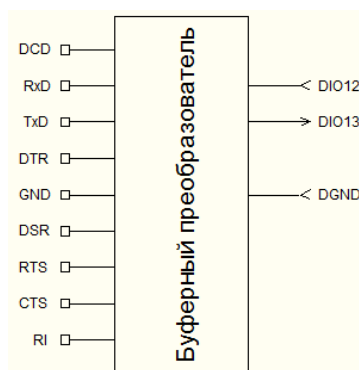 DCD
RxD
TxD
DTR
GND
DSR
RTS
CTS
RI
Буферный преобразователь
DIO12
DIO13
DGND